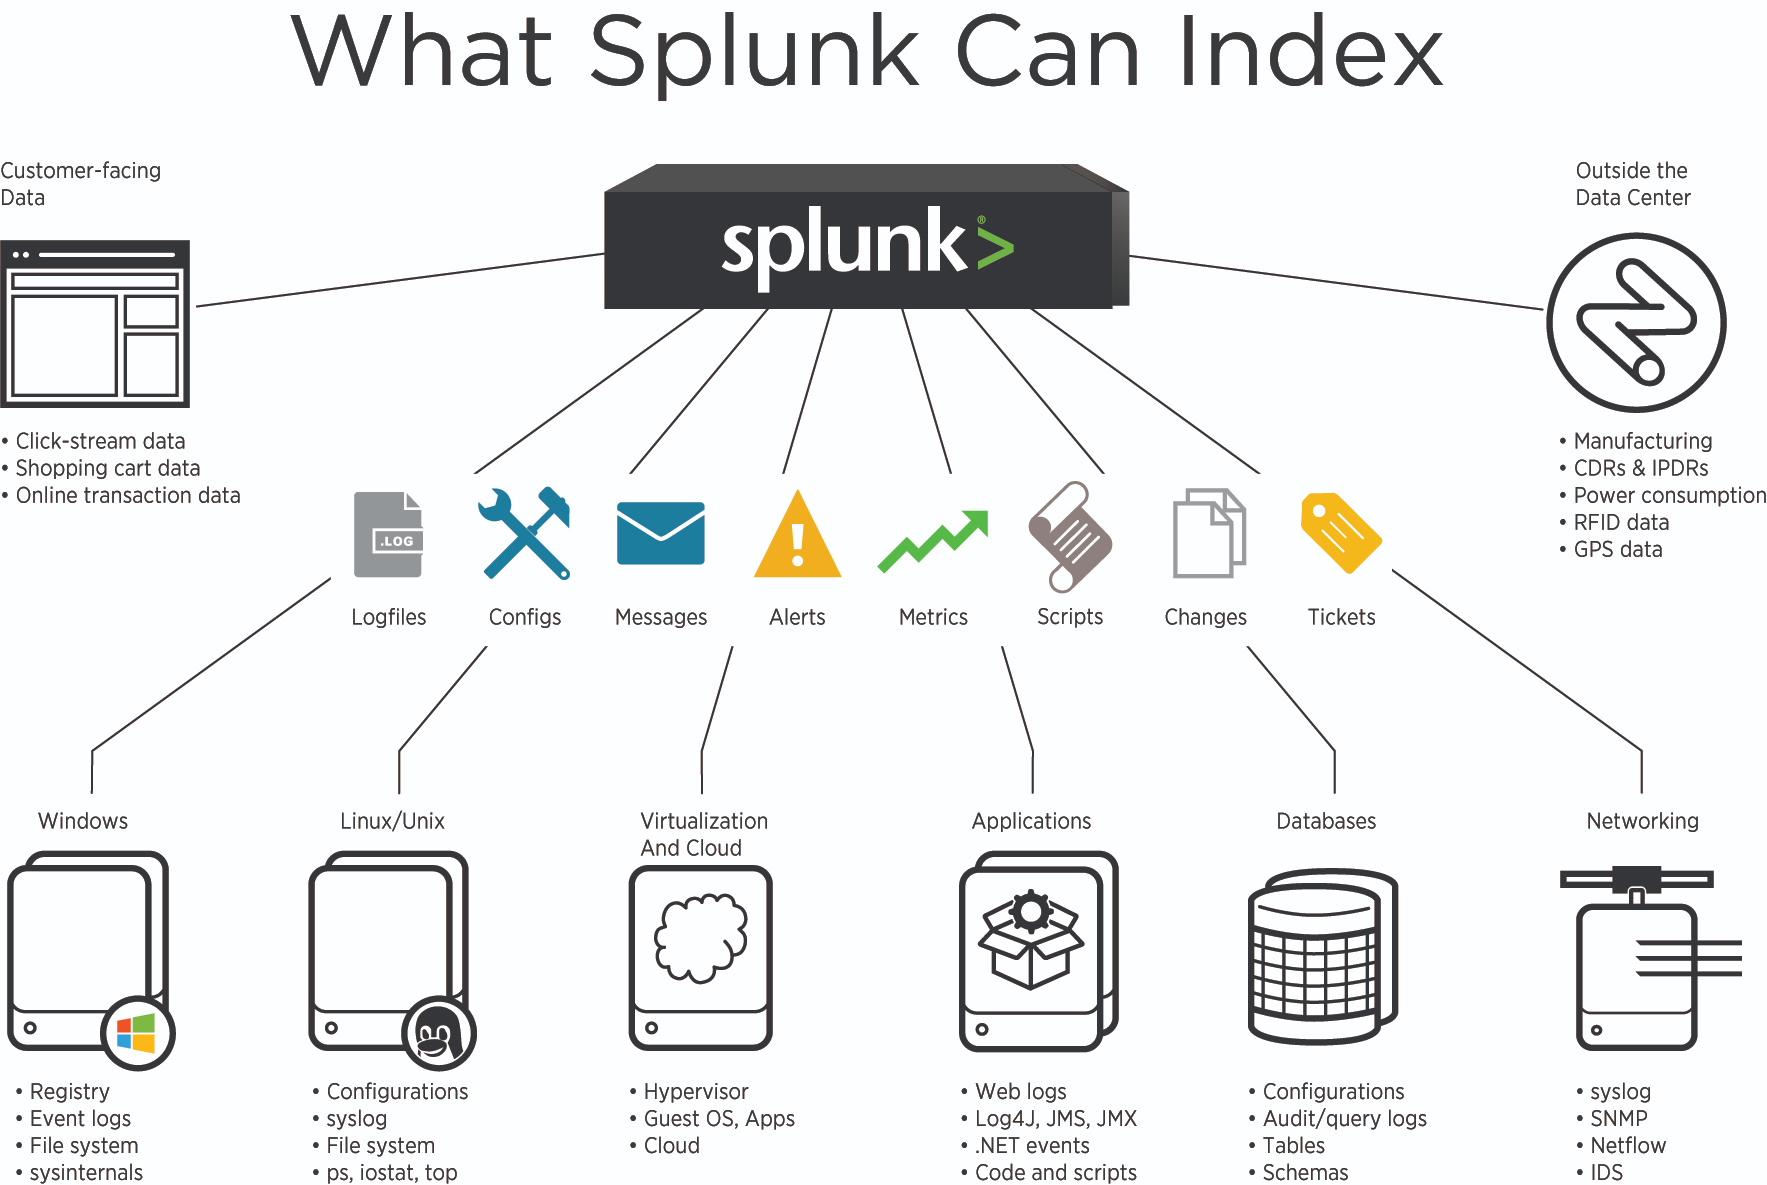 What Splunk Can Index
Customer-facing
Data
splunk>®
Outside the
Data Center
• Click-stream data
• Shopping cart data
• Online transaction data
• Manufacturing
• CDRs & IPDRs
• Power consumption
• RFID data
• GPS data
.LOG
Logfiles
Configs
Messages
Alerts
Metrics
Scripts
Changes
Tickets
Windows
• Registry
• Event logs
• File system
• sysinternals
Linux/Unix
• Configurations
• syslog
• File system
• ps, iostat, top
Virtualization
And Cloud
• Hypervisor
• Guest OS, Apps
• Cloud
Applications
• Web logs
• Log4J, JMS, JMX
• .NET events
• Code and scripts
Databases
• Configurations
• Audit/query logs
• Tables
• Schemas
Networking
• syslog
• SNMP
• Netflow
• IDS